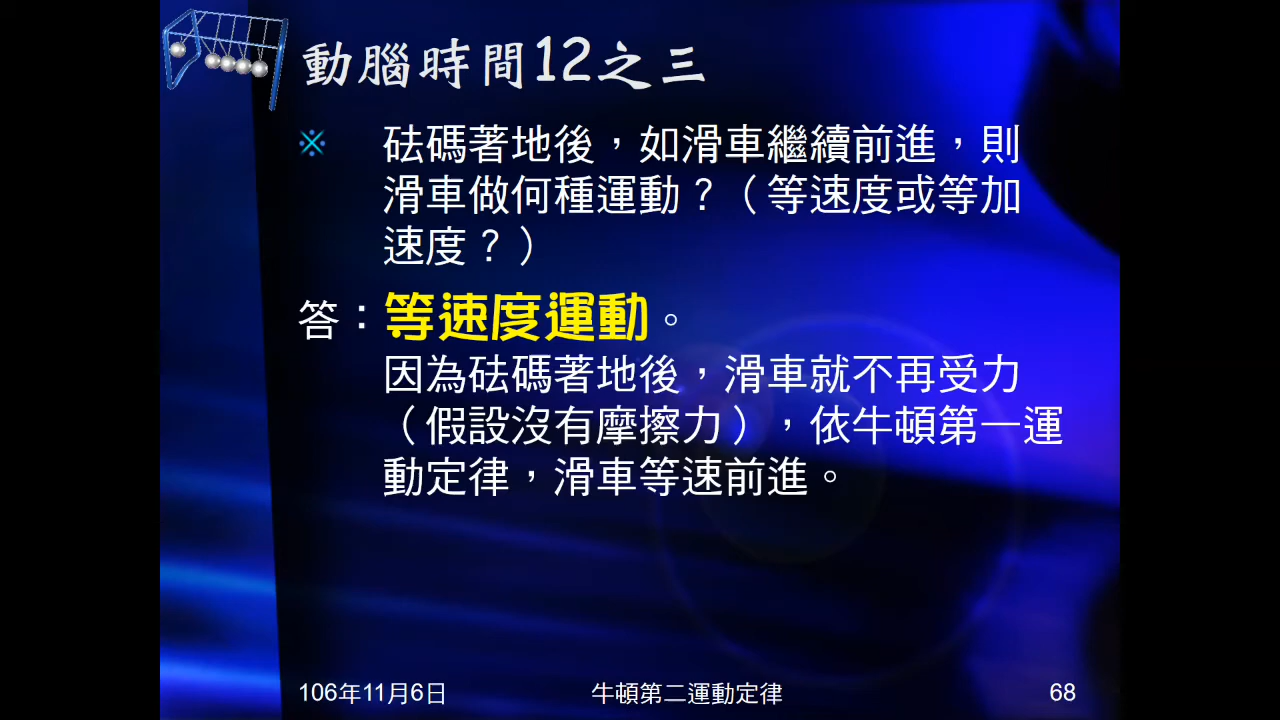 動腦時間12之三
※ 砝碼著地後，如滑車繼續前進，則
滑車做何種運動？（等速度或等加
速度？）
答：等速度運動。
因為砝碼著地後，滑車就不再受力
（假設沒有摩擦力），依牛頓第一運
動定律，滑車等速前進。
106年11月6日 牛頓第二運動定律 68